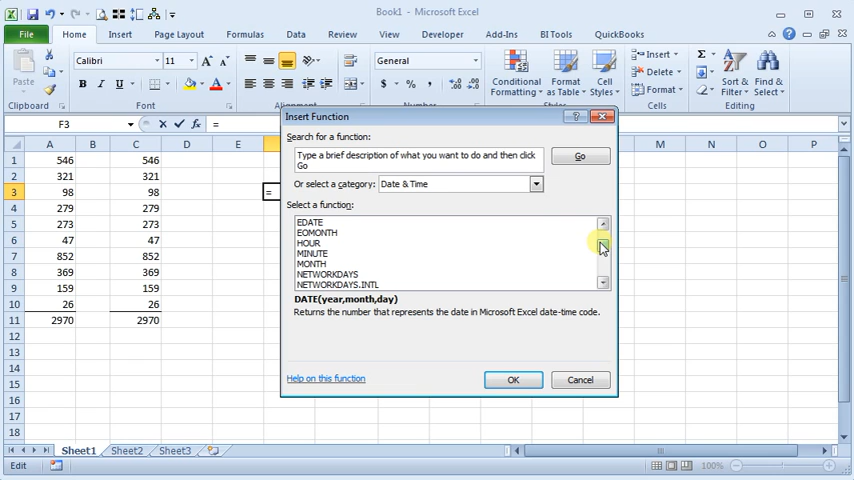 Book1 - Microsoft Excel
File Home Insert Page Layout Formulas Data Review View Developer Add-Ins BI Tools QuickBooks
Paste
Calibri 11
B I U
General
$ % ,
Conditional Formatting
Format as Table
Cell Styles
Insert
Delete
Format
Sort & Filter
Find & Select
Clipboard Font Cells Editing
F3 fx =
A B C D E M N O P
1 546 546
2 321 321
3 98 98 =
4 279 279
5 273 273
6 47 47
7 852 852
8 369 369
9 159 159
10 26 26
11 2970 2970
12
13
14
15
16
17
18
Insert Function
Search for a function:
Type a brief description of what you want to do and then click
Go
Go
Or select a category: Date & Time
Select a function:
EDATE
EOMONTH
HOUR
MINUTE
MONTH
NETWORKDAYS
NETWORKDAYS.INTL
DATE(year,month,day)
Returns the number that represents the date in Microsoft Excel date-time code.
Help on this function
OK Cancel
Sheet1 Sheet2 Sheet3
Edit 100%